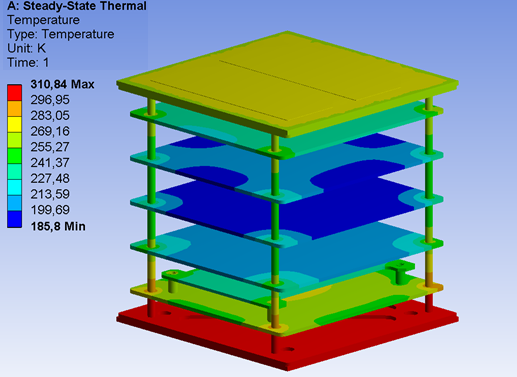 A: Steady-State Thermal
Temperature
Type: Temperature
Unit: K
Time: 1
310,84 Max
296,95
283,05
269,16
255,27
241,37
227,48
213,59
199,69
185,8 Min